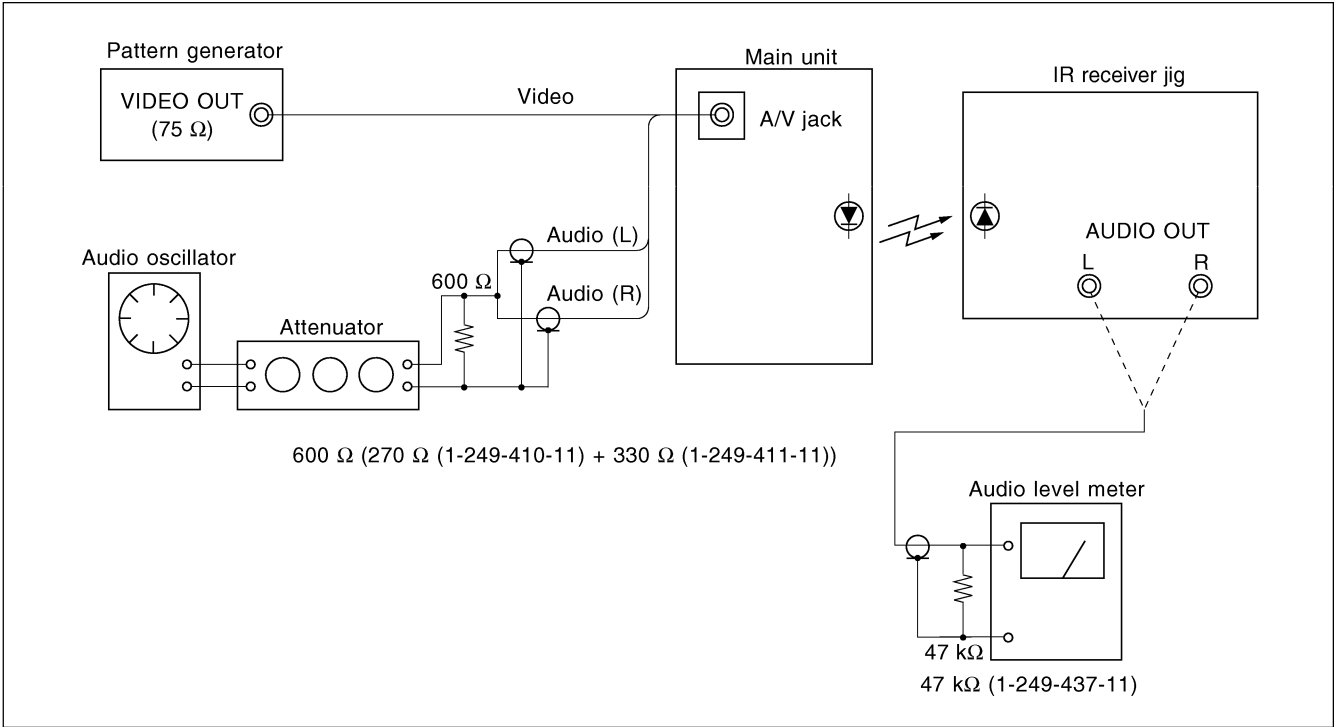 Pattern generator
VIDEO OUT
(75 Ω)
Video
Main unit
A/V jack
IR receiver jig
AUDIO OUT
L
R
Audio oscillator
Attenuator
600 Ω
Audio (L)
Audio (R)
600 Ω (270 Ω (1-249-410-11) + 330 Ω (1-249-411-11))
Audio level meter
47 kΩ
47 kΩ (1-249-437-11)